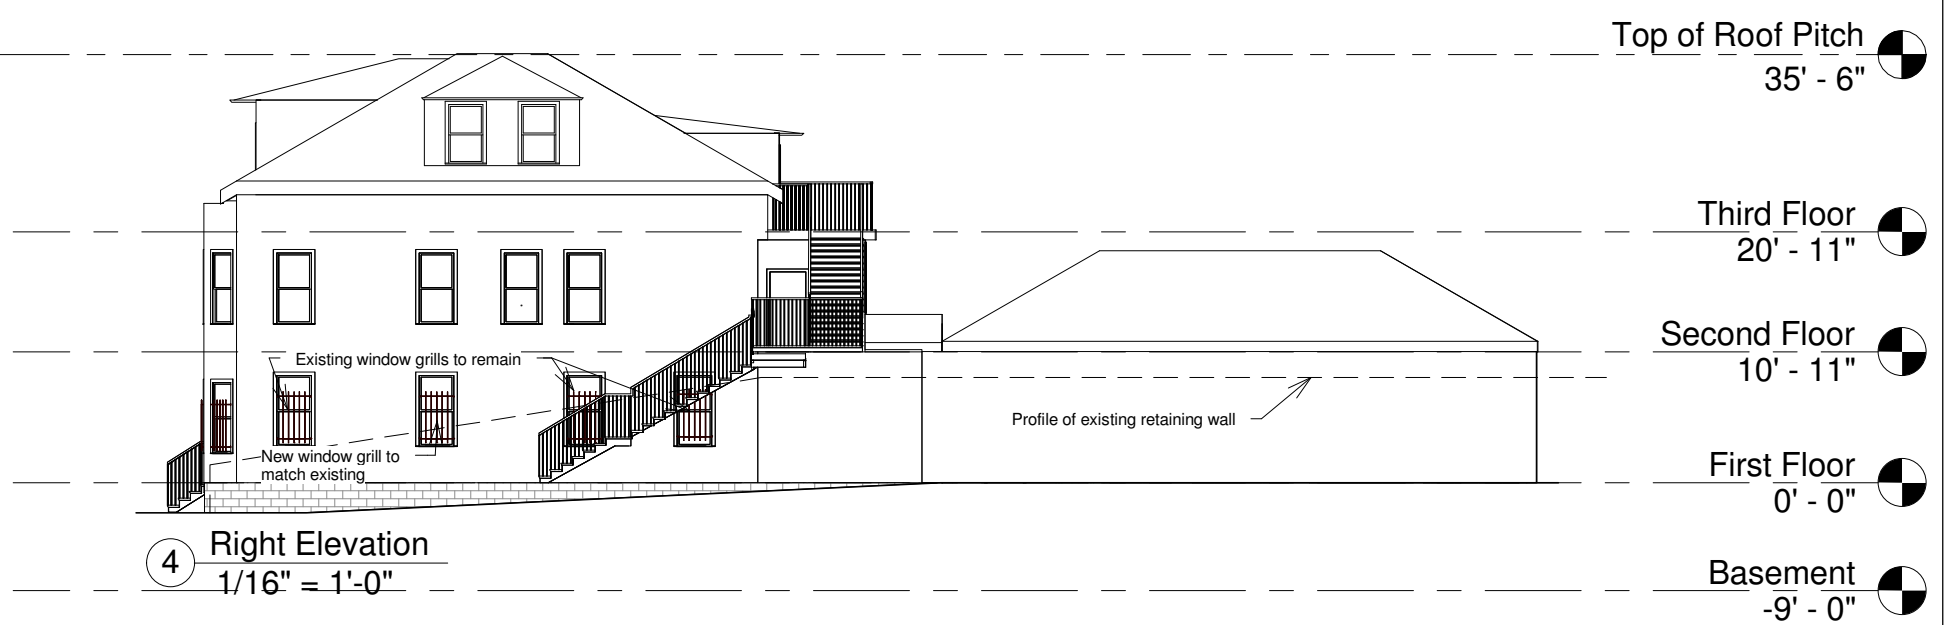 Top of Roof Pitch
35' - 6"
Third Floor
20' - 11"
Second Floor
10' - 11"
Existing window grills to remain
Profile of existing retaining wall
New window grill to
match existing
First Floor
0' - 0"
4
Right Elevation
1/16" = 1'-0"
Basement
-9' - 0"